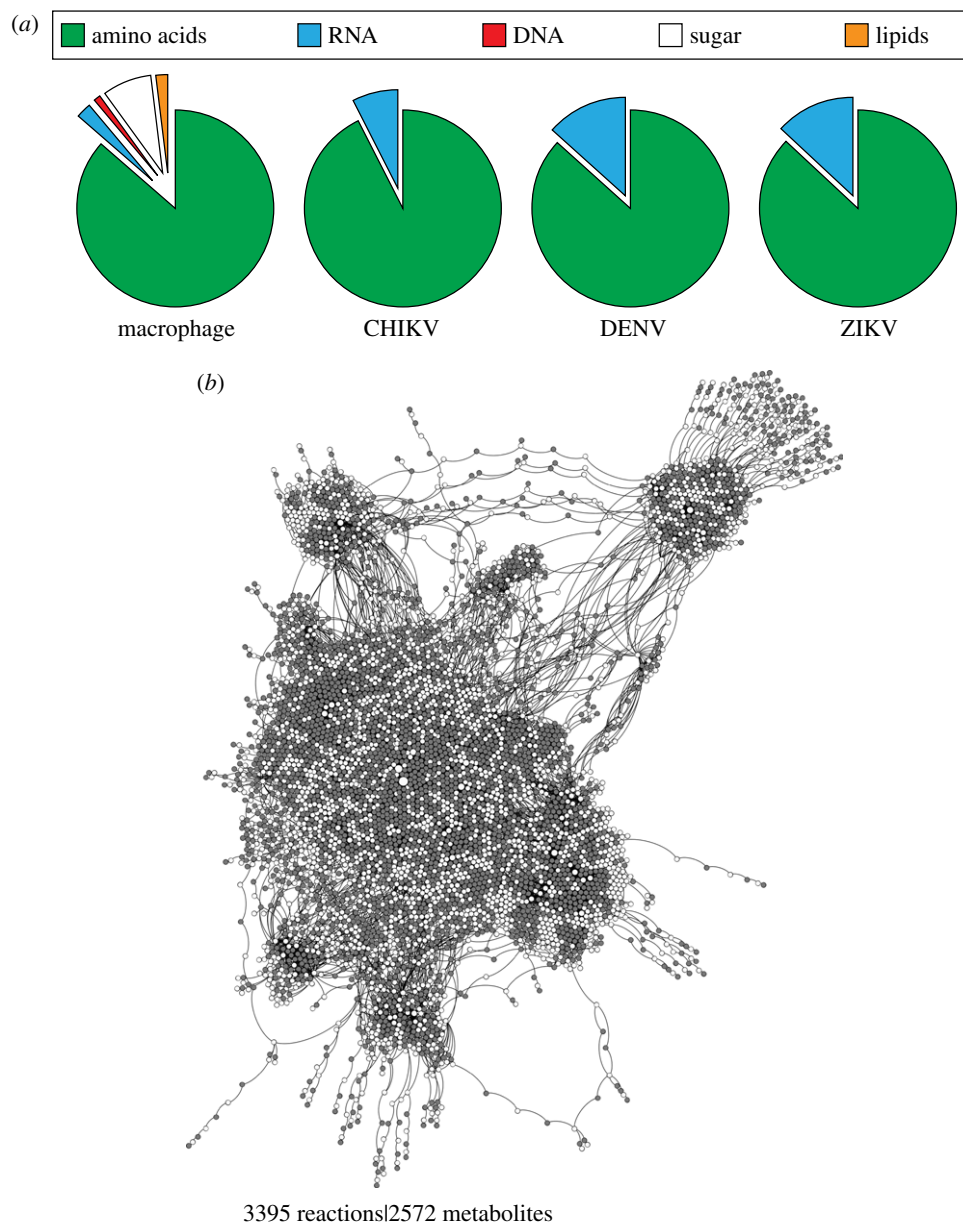 (a)
amino acids RNA DNA sugar lipids
macrophage CHIKV DENV ZIKV
(b)
3395 reactions|2572 metabolites